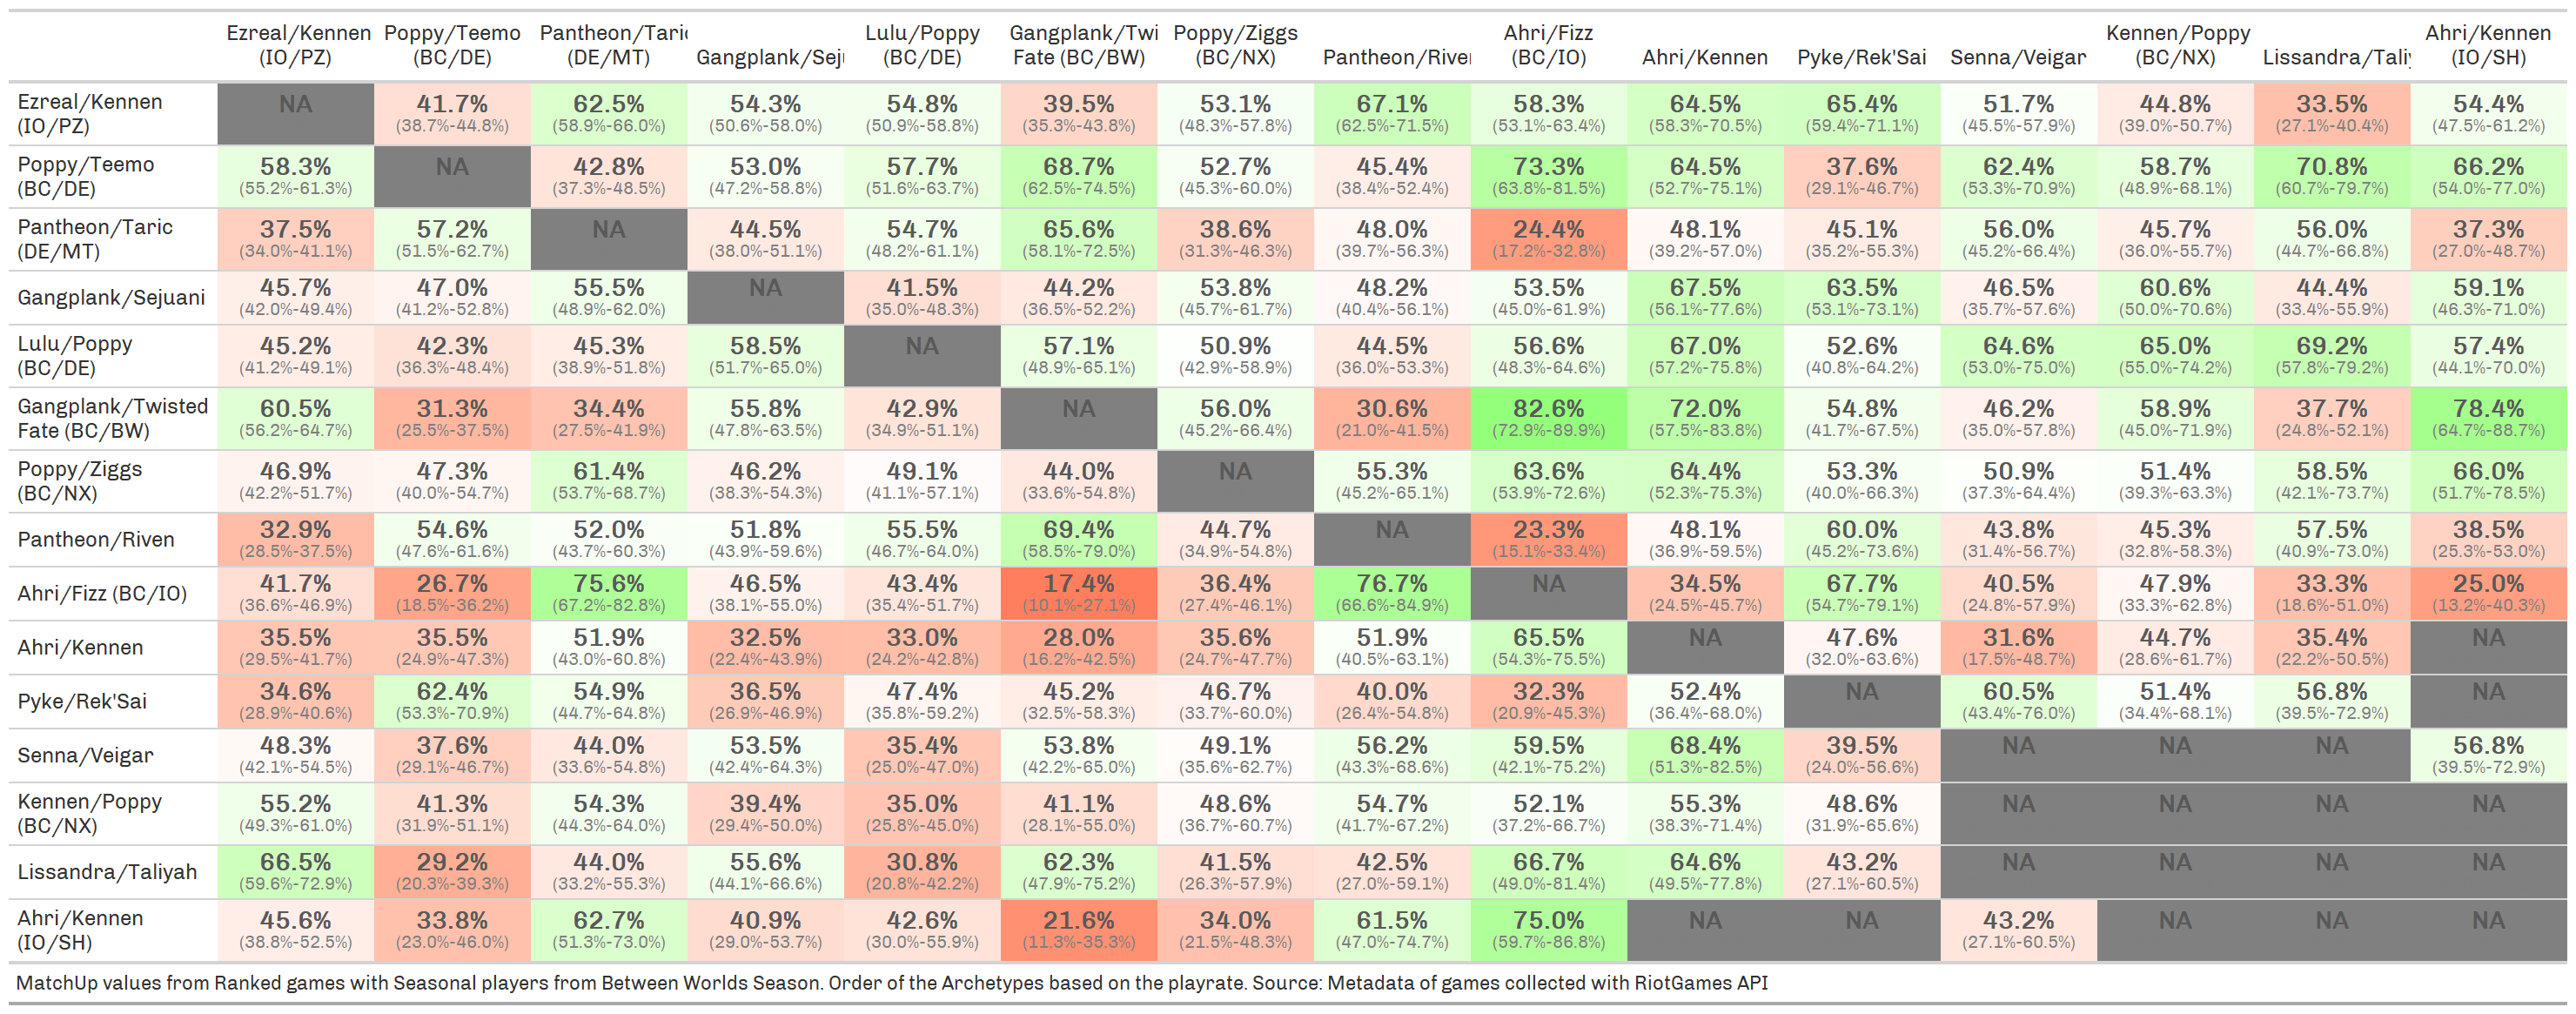 Ezreal/Kennen (IO/PZ) Poppy/Teemo (BC/DE) Pantheon/Taric (DE/MT) Gangplank/Seju Lulu/Poppy (BC/DE) Gangplank/Twi Fate (BC/BW) Poppy/Ziggs (BC/NX) Pantheon/River Ahri/Fizz (BC/IO) Ahri/Kennen Pyke/Rek'Sai Senna/Veigar Kennen/Poppy (BC/NX) Lissandra/Taliy Ahri/Kennen (IO/SH)
Ezreal/Kennen (IO/PZ) NA 41.7% 62.5% 54.3% 54.8% 39.5% 53.1% 67.1% 58.3% 64.5% 65.4% 51.7% 44.8% 33.5% 54.4%
(38.7%-44.8%) (58.9%-66.0%) (50.6%-58.0%) (50.9%-58.8%) (35.3%-43.8%) (48.3%-57.8%) (62.5%-71.5%) (53.1%-63.4%) (58.3%-70.5%) (59.4%-71.1%) (45.5%-57.9%) (39.0%-50.7%) (27.1%-40.4%) (47.5%-61.2%)
Poppy/Teemo (BC/DE) 58.3% NA 42.8% 53.0% 57.7% 68.7% 52.7% 45.4% 73.3% 64.5% 37.6% 62.4% 58.7% 70.8% 66.2%
(55.2%-61.3%) (37.3%-48.5%) (47.2%-58.8%) (51.6%-63.7%) (62.5%-74.5%) (45.3%-60.0%) (38.4%-52.4%) (63.8%-81.5%) (52.7%-75.1%) (29.1%-46.7%) (53.3%-70.9%) (48.9%-68.1%) (60.7%-79.7%) (54.0%-77.0%)
Pantheon/Taric (DE/MT) 37.5% 57.2% NA 44.5% 54.7% 65.6% 38.6% 48.0% 24.4% 48.1% 45.1% 56.0% 45.7% 56.0% 37.3%
(34.0%-41.1%) (51.5%-62.7%) (38.0%-51.1%) (48.2%-61.1%) (58.1%-72.5%) (31.3%-46.3%) (39.7%-56.3%) (17.2%-32.8%) (39.2%-57.0%) (35.2%-55.3%) (45.2%-66.4%) (36.0%-55.7%) (44.7%-66.8%) (27.0%-48.7%)
Gangplank/Sejuani 45.7% 47.0% 55.5% NA 41.5% 44.2% 53.8% 48.2% 53.5% 67.5% 63.5% 46.5% 60.6% 44.4% 59.1%
(42.0%-49.4%) (41.2%-52.8%) (48.9%-62.0%) (35.0%-48.3%) (36.5%-52.2%) (45.7%-61.7%) (40.4%-56.1%) (45.0%-61.9%) (56.1%-77.6%) (53.1%-73.1%) (35.7%-57.6%) (50.0%-70.6%) (33.4%-55.9%) (46.3%-71.0%)
Lulu/Poppy (BC/DE) 45.2% 42.3% 45.3% 58.5% NA 57.1% 50.9% 44.5% 56.6% 67.0% 52.6% 64.6% 65.0% 69.2% 57.4%
(41.2%-49.1%) (36.3%-48.4%) (38.9%-51.8%) (51.7%-65.0%) (48.9%-65.1%) (42.9%-58.9%) (36.0%-53.3%) (48.3%-64.6%) (57.2%-75.8%) (40.8%-64.2%) (53.0%-75.0%) (55.0%-74.2%) (57.8%-79.2%) (44.1%-70.0%)
Gangplank/Twisted Fate (BC/BW) 60.5% 31.3% 34.4% 55.8% 42.9% NA 56.0% 30.6% 82.6% 72.0% 54.8% 46.2% 58.9% 37.7% 78.4%
(56.2%-64.7%) (25.5%-37.5%) (27.5%-41.9%) (47.8%-63.5%) (34.9%-51.1%) (45.2%-66.4%) (21.0%-41.5%) (72.9%-89.9%) (57.5%-83.8%) (41.7%-67.5%) (35.0%-57.8%) (45.0%-71.9%) (24.8%-52.1%) (64.7%-88.7%)
Poppy/Ziggs (BC/NX) 46.9% 47.3% 61.4% 46.2% 49.1% 44.0% NA 55.3% 63.6% 64.4% 53.3% 50.9% 51.4% 58.5% 66.0%
(42.2%-51.7%) (40.0%-54.7%) (53.7%-68.7%) (38.3%-54.3%) (41.1%-57.1%) (33.6%-54.8%) (45.2%-65.1%) (53.9%-72.6%) (52.3%-75.3%) (40.0%-66.3%) (37.3%-64.4%) (39.3%-63.3%) (42.1%-73.7%) (51.7%-78.5%)
Pantheon/Riven 32.9% 54.6% 52.0% 51.8% 55.5% 69.4% 44.7% NA 23.3% 48.1% 60.0% 43.8% 45.3% 57.5% 38.5%
(28.5%-37.5%) (47.6%-61.6%) (43.7%-60.3%) (43.9%-59.6%) (46.7%-64.0%) (58.5%-79.0%) (34.9%-54.8%) (15.1%-33.4%) (36.9%-59.5%) (45.2%-73.6%) (31.4%-56.7%) (32.8%-58.3%) (40.9%-73.0%) (25.3%-53.0%)
Ahri/Fizz (BC/IO) 41.7% 26.7% 75.6% 46.5% 43.4% 17.4% 36.4% 76.7% NA 34.5% 67.7% 40.5% 47.9% 33.3% 25.0%
(36.6%-46.9%) (18.5%-36.2%) (67.2%-82.8%) (38.1%-55.0%) (35.4%-51.7%) (10.1%-27.1%) (27.4%-46.1%) (66.6%-84.9%) (24.5%-45.7%) (54.7%-79.1%) (24.8%-57.9%) (33.3%-62.8%) (18.6%-51.0%) (13.2%-40.3%)
Ahri/Kennen 35.5% 35.5% 51.9% 32.5% 33.0% 28.0% 35.6% 51.9% 65.5% NA 47.6% 31.6% 44.7% 35.4% NA
(29.5%-41.7%) (24.9%-47.3%) (43.0%-60.8%) (22.4%-43.9%) (24.2%-42.8%) (16.2%-42.5%) (24.7%-47.7%) (40.5%-63.1%) (54.3%-75.5%) (32.0%-63.6%) (17.5%-48.7%) (28.6%-61.7%) (22.2%-50.5%)
Pyke/Rek'Sai 34.6% 62.4% 54.9% 36.5% 47.4% 45.2% 46.7% 40.0% 32.3% 52.4% NA 60.5% 51.4% 56.8% NA
(28.9%-40.6%) (53.3%-70.9%) (44.7%-64.8%) (26.9%-46.9%) (35.8%-59.2%) (32.5%-58.3%) (33.7%-60.0%) (26.4%-54.8%) (20.9%-45.3%) (36.4%-68.0%) (43.4%-76.0%) (34.4%-68.1%) (39.5%-72.9%)
Senna/Veigar 48.3% 37.6% 44.0% 53.5% 35.4% 53.8% 49.1% 56.2% 59.5% 68.4% 39.5% NA NA NA 56.8%
(42.1%-54.5%) (29.1%-46.7%) (33.6%-54.8%) (42.4%-64.3%) (25.0%-47.0%) (42.2%-65.0%) (35.6%-62.7%) (43.3%-68.6%) (42.1%-75.2%) (51.3%-82.5%) (24.0%-56.6%) (39.5%-72.9%)
Kennen/Poppy (BC/NX) 55.2% 41.3% 54.3% 39.4% 35.0% 41.1% 48.6% 54.7% 52.1% 55.3% 48.6% NA NA NA NA
(49.3%-61.0%) (31.9%-51.1%) (44.3%-64.0%) (29.4%-50.0%) (25.8%-45.0%) (28.1%-55.0%) (36.7%-60.7%) (41.7%-67.2%) (37.2%-66.7%) (38.3%-71.4%) (31.9%-65.6%)
Lissandra/Taliyah 66.5% 29.2% 44.0% 55.6% 30.8% 62.3% 41.5% 42.5% 66.7% 64.6% 43.2% NA NA NA NA
(59.6%-72.9%) (20.3%-39.3%) (33.2%-55.3%) (44.1%-66.6%) (20.8%-42.2%) (47.9%-75.2%) (26.3%-57.9%) (27.0%-59.1%) (49.0%-81.4%) (49.5%-77.8%) (27.1%-60.5%)
Ahri/Kennen (IO/SH) 45.6% 33.8% 62.7% 40.9% 42.6% 21.6% 34.0% 61.5% 75.0% NA NA 43.2% NA NA NA
(38.8%-52.5%) (23.0%-46.0%) (51.3%-73.0%) (29.0%-53.7%) (30.0%-55.9%) (11.3%-35.3%) (21.5%-48.3%) (47.0%-74.7%) (59.7%-86.8%) (27.1%-60.5%)
MatchUp values from Ranked games with Seasonal players from Between Worlds Season. Order of the Archetypes based on the playrate. Source: Metadata of games collected with RiotGames API